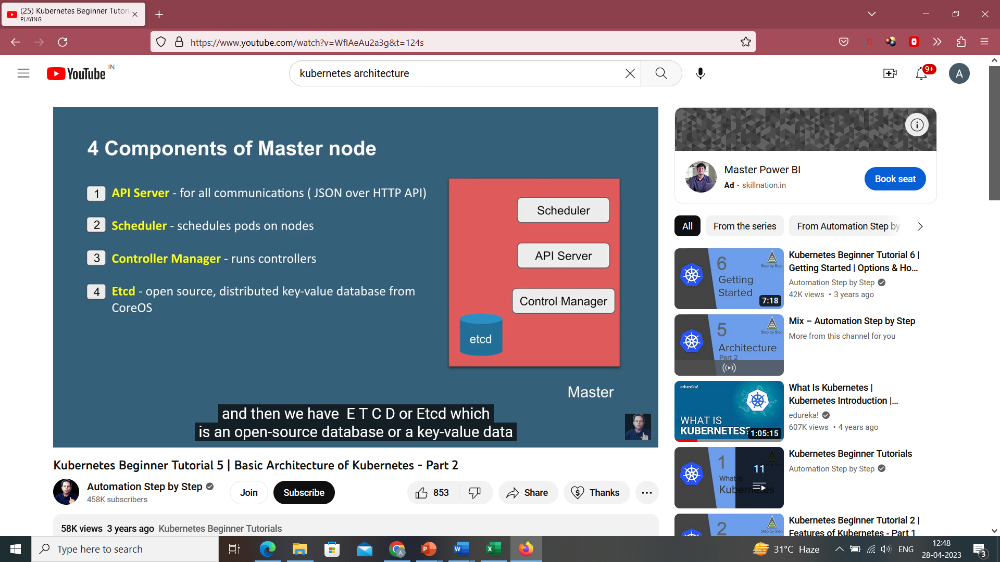 (25) Kubernetes Beginner Tutori
PLAYING
https://www.youtube.com/watch?v=WfIAeAu2a3g&t=124s
YouTube IN
kubernetes architecture
9+
A
4 Components of Master node
1 API Server - for all communications ( JSON over HTTP API)
2 Scheduler - schedules pods on nodes
3 Controller Manager - runs controllers
4 Etcd - open source, distributed key-value database from
CoreOS
Scheduler
API Server
Control Manager
etcd
Master
and then we have E T C D or Etcd which
is an open-source database or a key-value data
Kubernetes Beginner Tutorial 5 | Basic Architecture of Kubernetes - Part 2
Automation Step by Step
458K subscribers
Join
Subscribe
853
Share
Thanks
58K views 3 years ago Kubernetes Beginner Tutorials
Master Power BI
Ad · skillnation.in
Book seat
All
From the series
From Automation Step by
6
Getting
Started
Step by Step
7:18
Kubernetes Beginner Tutorial 6 |
Getting Started | Options & Ho...
Automation Step by Step
42K views • 3 years ago
5
Architecture
Part 2
Step by Step
Mix – Automation Step by Step
More from this channel for you
edureka!
WHAT IS
KUBERNETES?
1:05:15
What Is Kubernetes |
Kubernetes Introduction |...
edureka!
607K views • 4 years ago
1
What is
Kubernetes
11
Kubernetes Beginner Tutorials
Automation Step by Step
2
Step by Step
Kubernetes Beginner Tutorial 2 |
Features of Kubernetes - Part 1
Type here to search
31°C Haze
ENG
12:48
28-04-2023
3